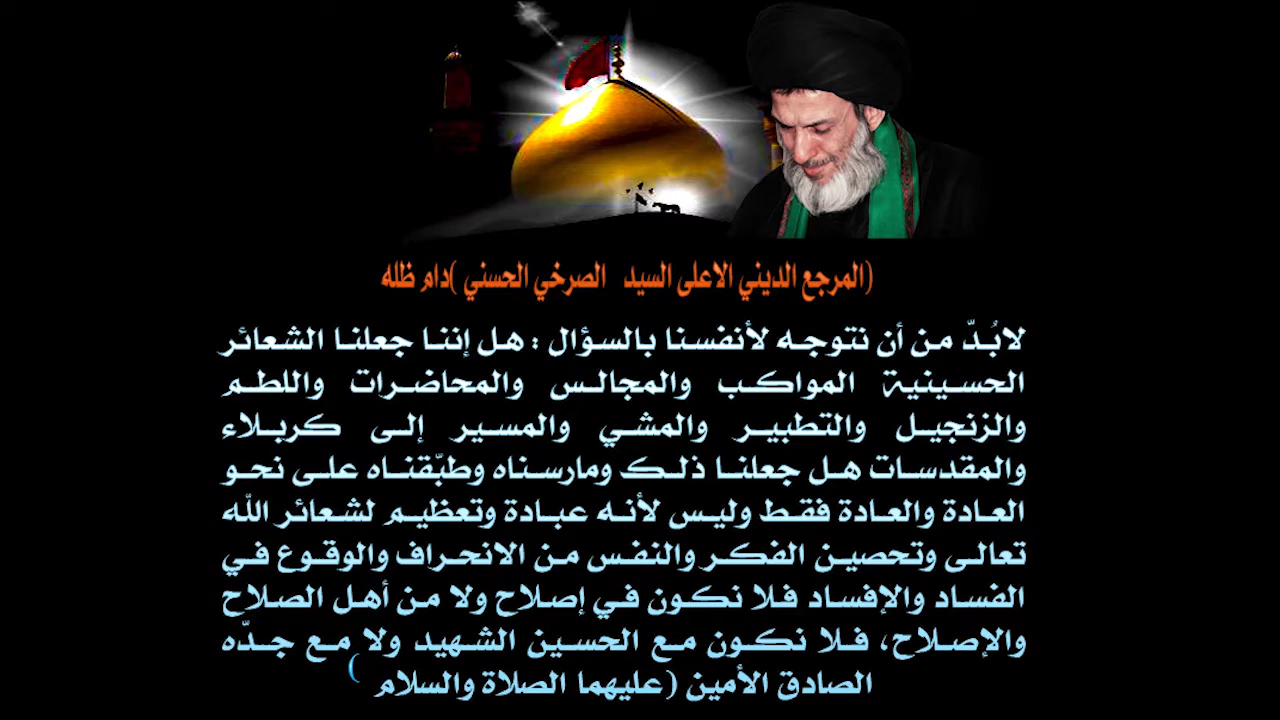 (المرجع الديني الاعلى السيد الصرخي الحسني )دام ظله
لابُدّ من أن نتوجه لأنفسنا بالسؤال : هل إننا جعلنا الشعائر
الحسينية المواكب والمجالس والمحاضرات واللطم
والزنجيل والتطبير والمشي والمسير إلى كربلاء
والمقدسات هل جعلنا ذلك ومارسناه وطبّقناه على نحو
العادة والعادة فقط وليس لأنه عبادة وتعظيم لشعائر الله
تعالى وتحصين الفكر والنفس من الانحراف والوقوع في
الفساد والإفساد فلا نكون في إصلاح ولا من أهل الصلاح
والإصلاح، فلا نكون مع الحسين الشهيد ولا مع جدّه
الصادق الأمين (عليهما الصلاة والسلام )